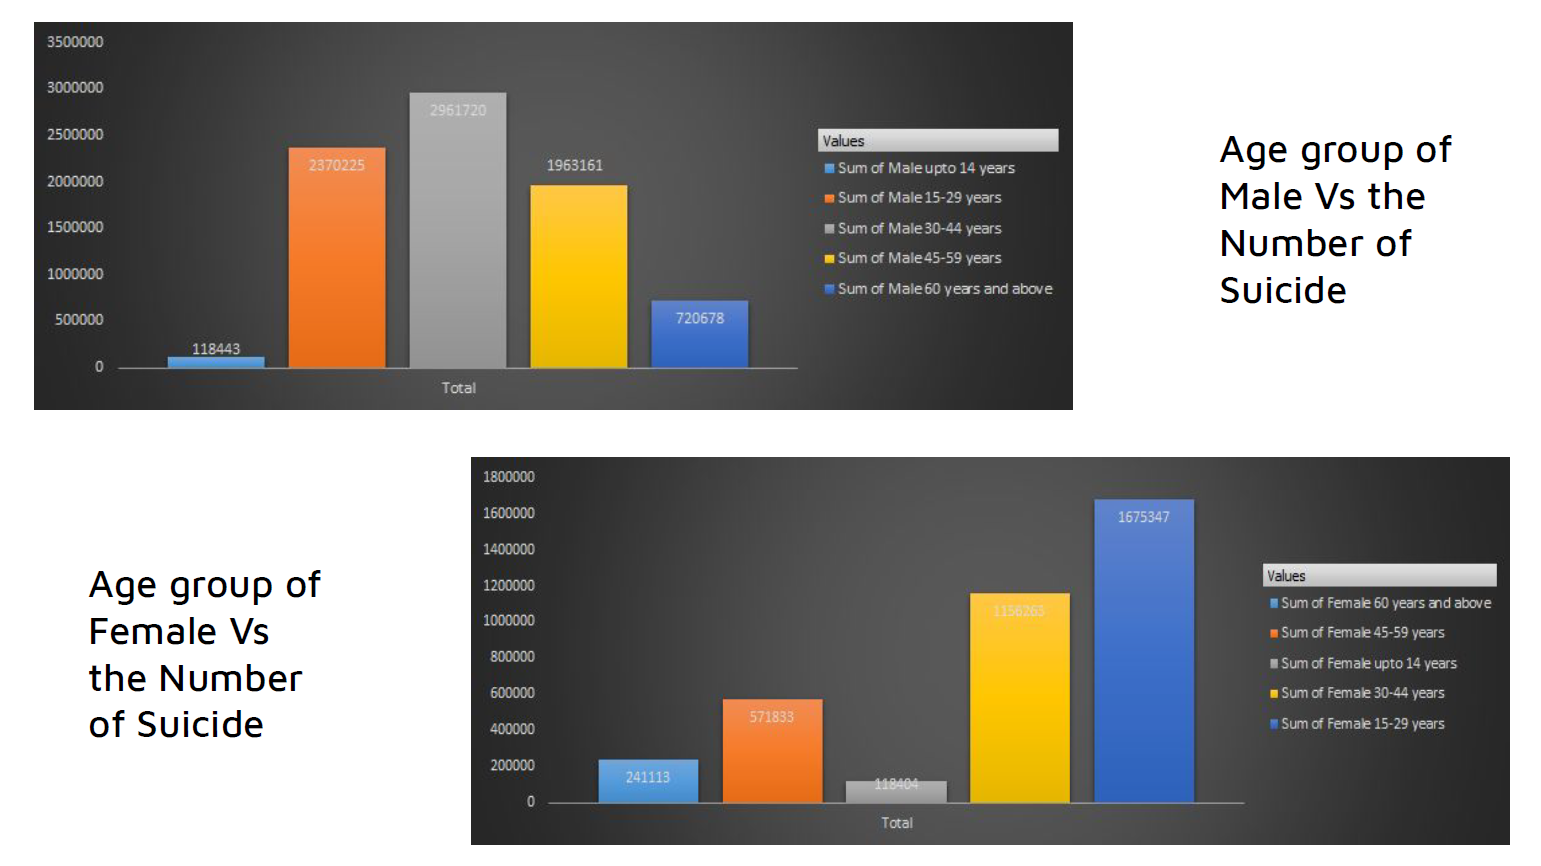 3500000
3000000
2500000
2000000
1500000
1000000
500000
0
118443
2370225
2961720
1963161
720678
Total
Values
Sum of Male upto 14 years
Sum of Male 15-29 years
Sum of Male 30-44 years
Sum of Male 45-59 years
Sum of Male 60 years and above
Age group of
Male Vs the
Number of
Suicide
Age group of
Female Vs
the Number
of Suicide
1800000
1600000
1400000
1200000
1000000
800000
600000
400000
200000
0
241113
571833
118404
1156263
1675347
Total
Values
Sum of Female 60 years and above
Sum of Female 45-59 years
Sum of Female upto 14 years
Sum of Female 30-44 years
Sum of Female 15-29 years